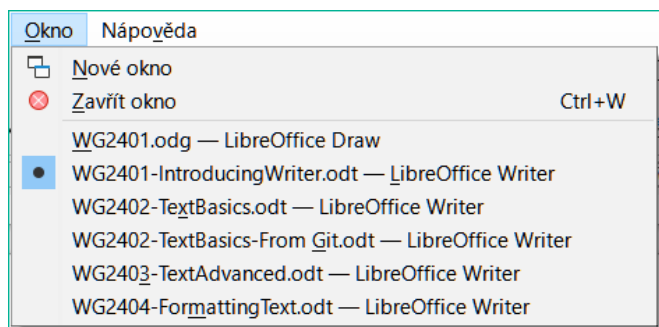 Okno Nápověda
Nové okno
Zavřít okno Ctrl+W
WG2401.odg — LibreOffice Draw
WG2401-IntroducingWriter.odt — LibreOffice Writer
WG2402-TextBasics.odt — LibreOffice Writer
WG2402-TextBasics-From Git.odt — LibreOffice Writer
WG2403-TextAdvanced.odt — LibreOffice Writer
WG2404-FormattingText.odt — LibreOffice Writer